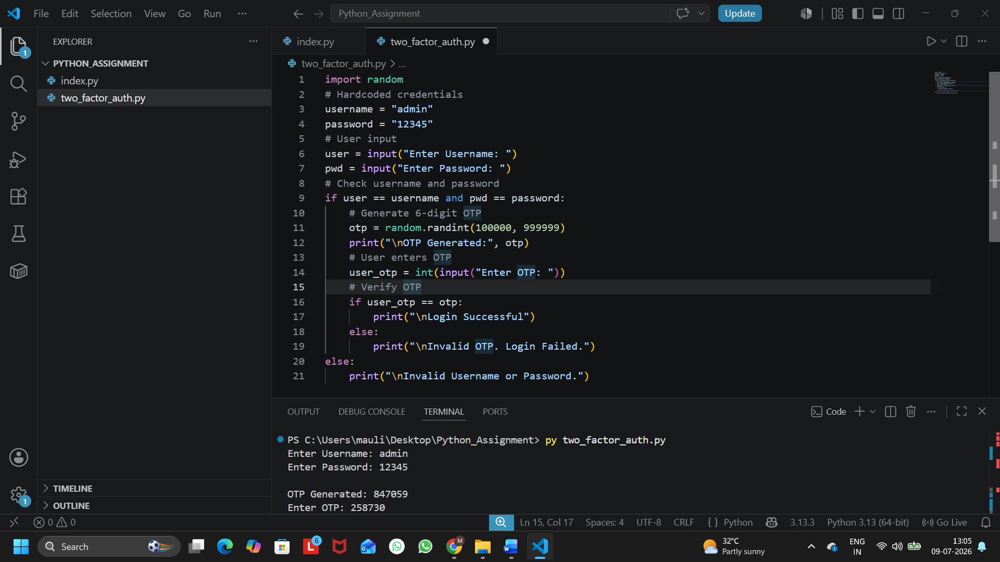 File Edit Selection View Go Run ...
Python_Assignment
Update
EXPLORER
PYTHON_ASSIGNMENT
index.py
two_factor_auth.py
TIMELINE
OUTLINE
index.py
two_factor_auth.py
two_factor_auth.py > ...
1 import random
2 # Hardcoded credentials
3 username = "admin"
4 password = "12345"
5 # User input
6 user = input("Enter Username: ")
7 pwd = input("Enter Password: ")
8 # Check username and password
9 if user == username and pwd == password:
10     # Generate 6-digit OTP
11     otp = random.randint(100000, 999999)
12     print("\nOTP Generated:", otp)
13     # User enters OTP
14     user_otp = int(input("Enter OTP: "))
15     # Verify OTP
16     if user_otp == otp:
17         print("\nLogin Successful")
18     else:
19         print("\nInvalid OTP. Login Failed.")
20 else:
21     print("\nInvalid Username or Password.")
OUTPUT DEBUG CONSOLE TERMINAL PORTS
Code
PS C:\Users\mauli\Desktop\Python_Assignment> py two_factor_auth.py
Enter Username: admin
Enter Password: 12345
OTP Generated: 847059
Enter OTP: 258730
1
1
0 0
Ln 15, Col 17 Spaces: 4 UTF-8 CRLF { } Python 3.13.3 Python 3.13 (64-bit) Go Live
Search
6
M
32°C
Partly sunny
ENG
IN
13:05
09-07-2026